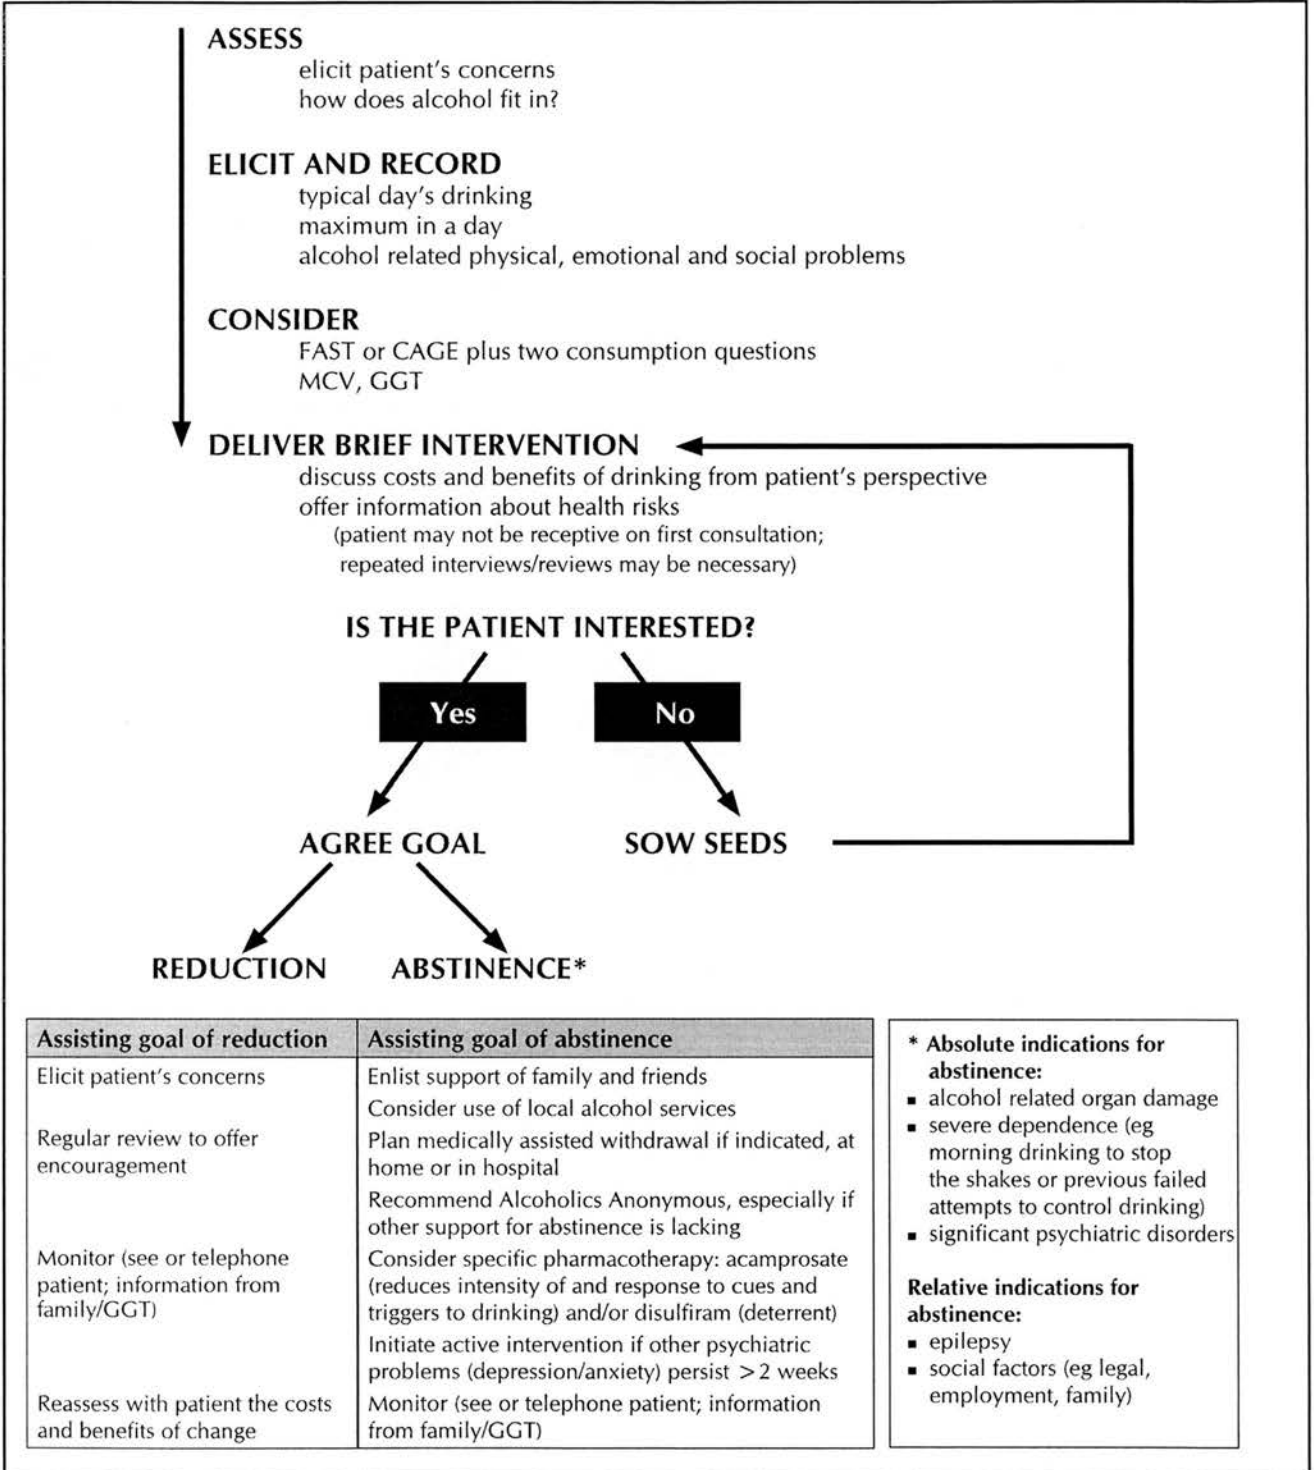 ASSESS
elicit patient's concerns
how does alcohol fit in?
ELICIT AND RECORD
typical day's drinking
maximum in a day
alcohol related physical, emotional and social problems
CONSIDER
FAST or CAGE plus two consumption questions
MCV, GGT
DELIVER BRIEF INTERVENTION
discuss costs and benefits of drinking from patient's perspective
offer information about health risks
(patient may not be receptive on first consultation;
repeated interviews/reviews may be necessary)
IS THE PATIENT INTERESTED?
Yes
No
AGREE GOAL
SOW SEEDS
REDUCTION
ABSTINENCE*
Assisting goal of reduction
Elicit patient's concerns
Regular review to offer
encouragement
Monitor (see or telephone
patient; information from
family/GGT)
Reassess with patient the costs
and benefits of change
Assisting goal of abstinence
Enlist support of family and friends
Consider use of local alcohol services
Plan medically assisted withdrawal if indicated, at
home or in hospital
Recommend Alcoholics Anonymous, especially if
other support for abstinence is lacking
Consider specific pharmacotherapy: acamprosate
(reduces intensity of and response to cues and
triggers to drinking) and/or disulfiram (deterrent)
Initiate active intervention if other psychiatric
problems (depression/anxiety) persist >2 weeks
Monitor (see or telephone patient; information
from family/GGT)
* Absolute indications for
abstinence:
▪ alcohol related organ damage
▪ severe dependence (eg
morning drinking to stop
the shakes or previous failed
attempts to control drinking)
▪ significant psychiatric disorders
Relative indications for
abstinence:
▪ epilepsy
▪ social factors (eg legal,
employment, family)